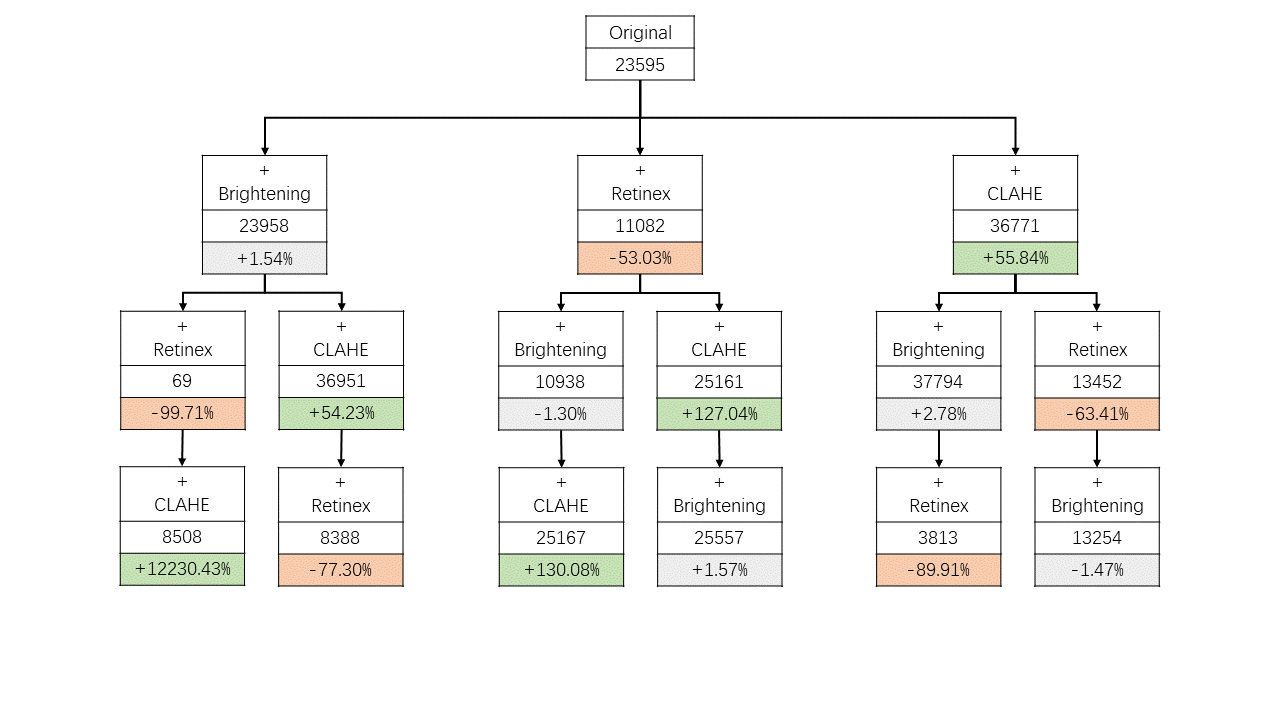 Original
23595
+
Brightening
23958
+1.54%
+
Retinex
11082
-53.03%
+
CLAHE
36771
+55.84%
+
Retinex
69
-99.71%
+
CLAHE
36951
+54.23%
+
Brightening
10938
-1.30%
+
CLAHE
25161
+127.04%
+
Brightening
37794
+2.78%
+
Retinex
13452
-63.41%
+
CLAHE
8508
+12230.43%
+
Retinex
8388
-77.30%
+
CLAHE
25167
+130.08%
+
Brightening
25557
+1.57%
+
Retinex
3813
-89.91%
+
Brightening
13254
-1.47%